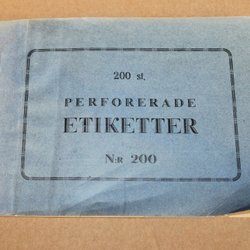 200 st.
PERFORERADE
ETIKETTER
N:R 200